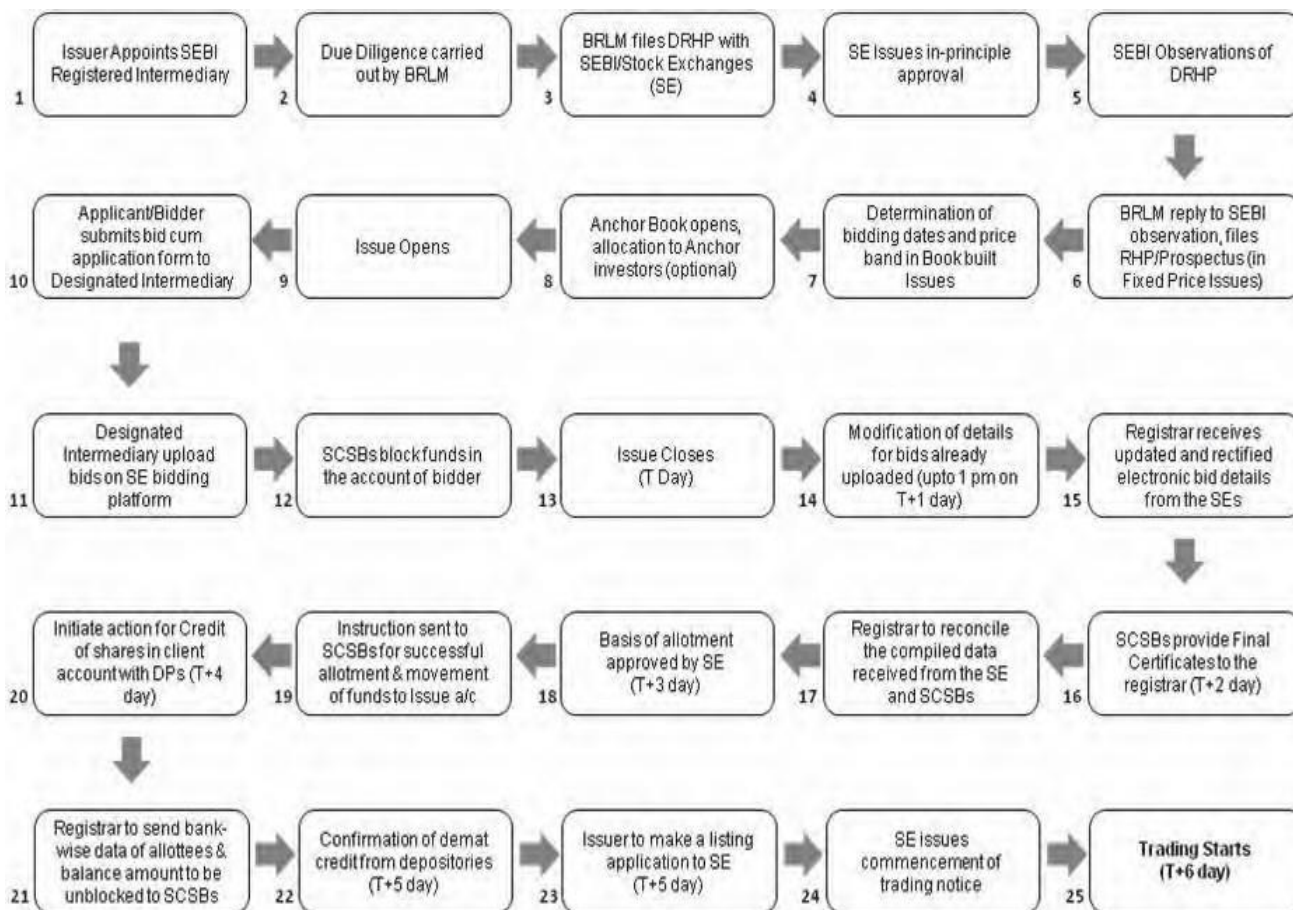 1
Issuer Appoints SEBI
Registered Intermediary
2
Due Diligence carried
out by BRLM
3
BRLM files DRHP with
SEBI/Stock Exchanges
(SE)
4
SE Issues in-principle
approval
5
SEBI Observations of
DRHP
6
BRLM reply to SEBI
observation, files
RHP/Prospectus (in
Fixed Price Issues)
7
Determination of
bidding dates and price
band in Book built
Issues
8
Anchor Book opens,
allocation to Anchor
investors (optional)
9
Issue Opens
10
Applicant/Bidder
submits bid cum
application form to
Designated Intermediary
11
Designated
Intermediary upload
bids on SE bidding
platform
12
SCSBs block funds in
the account of bidder
13
Issue Closes
(T Day)
14
Modification of details
for bids already
uploaded (upto 1 pm on
T+1 day)
15
Registrar receives
updated and rectified
electronic bid details
from the SEs
16
SCSBs provide Final
Certificates to the
registrar (T+2 day)
17
Registrar to reconcile
the compiled data
received from the SE
and SCSBs
18
Basis of allotment
approved by SE
(T+3 day)
19
Instruction sent to
SCSBs for successful
allotment & movement
of funds to Issue a/c
20
Initiate action for Credit
of shares in client
account with DPs (T+4
day)
21
Registrar to send bank-
wise data of allottees &
balance amount to be
unblocked to SCSBs
22
Confirmation of demat
credit from depositories
(T+5 day)
23
Issuer to make a listing
application to SE
(T+5 day)
24
SE issues
commencement of
trading notice
25
Trading Starts
(T+6 day)